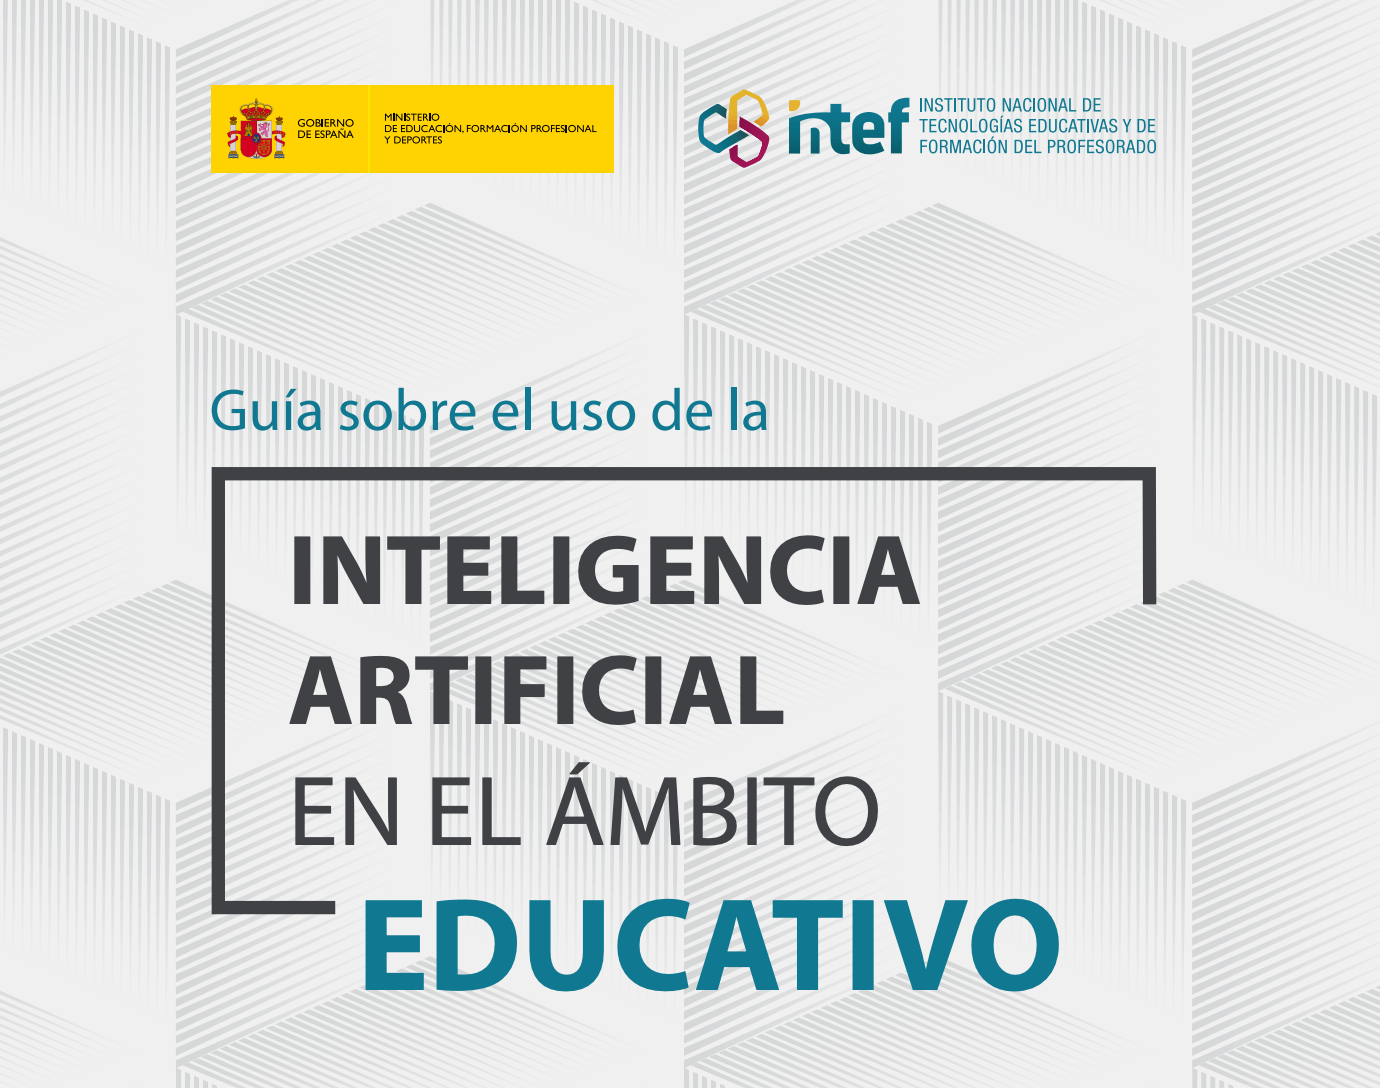 GOBIERNO
DE ESPAÑA
MINISTERIO
DE EDUCACIÓN, FORMACIÓN PROFESIONAL
Y DEPORTES
intef
INSTITUTO NACIONAL DE
TECNOLOGÍAS EDUCATIVAS Y DE
FORMACIÓN DEL PROFESORADO
Guía sobre el uso de la
INTELIGENCIA
ARTIFICIAL
EN EL ÁMBITO
EDUCATIVO